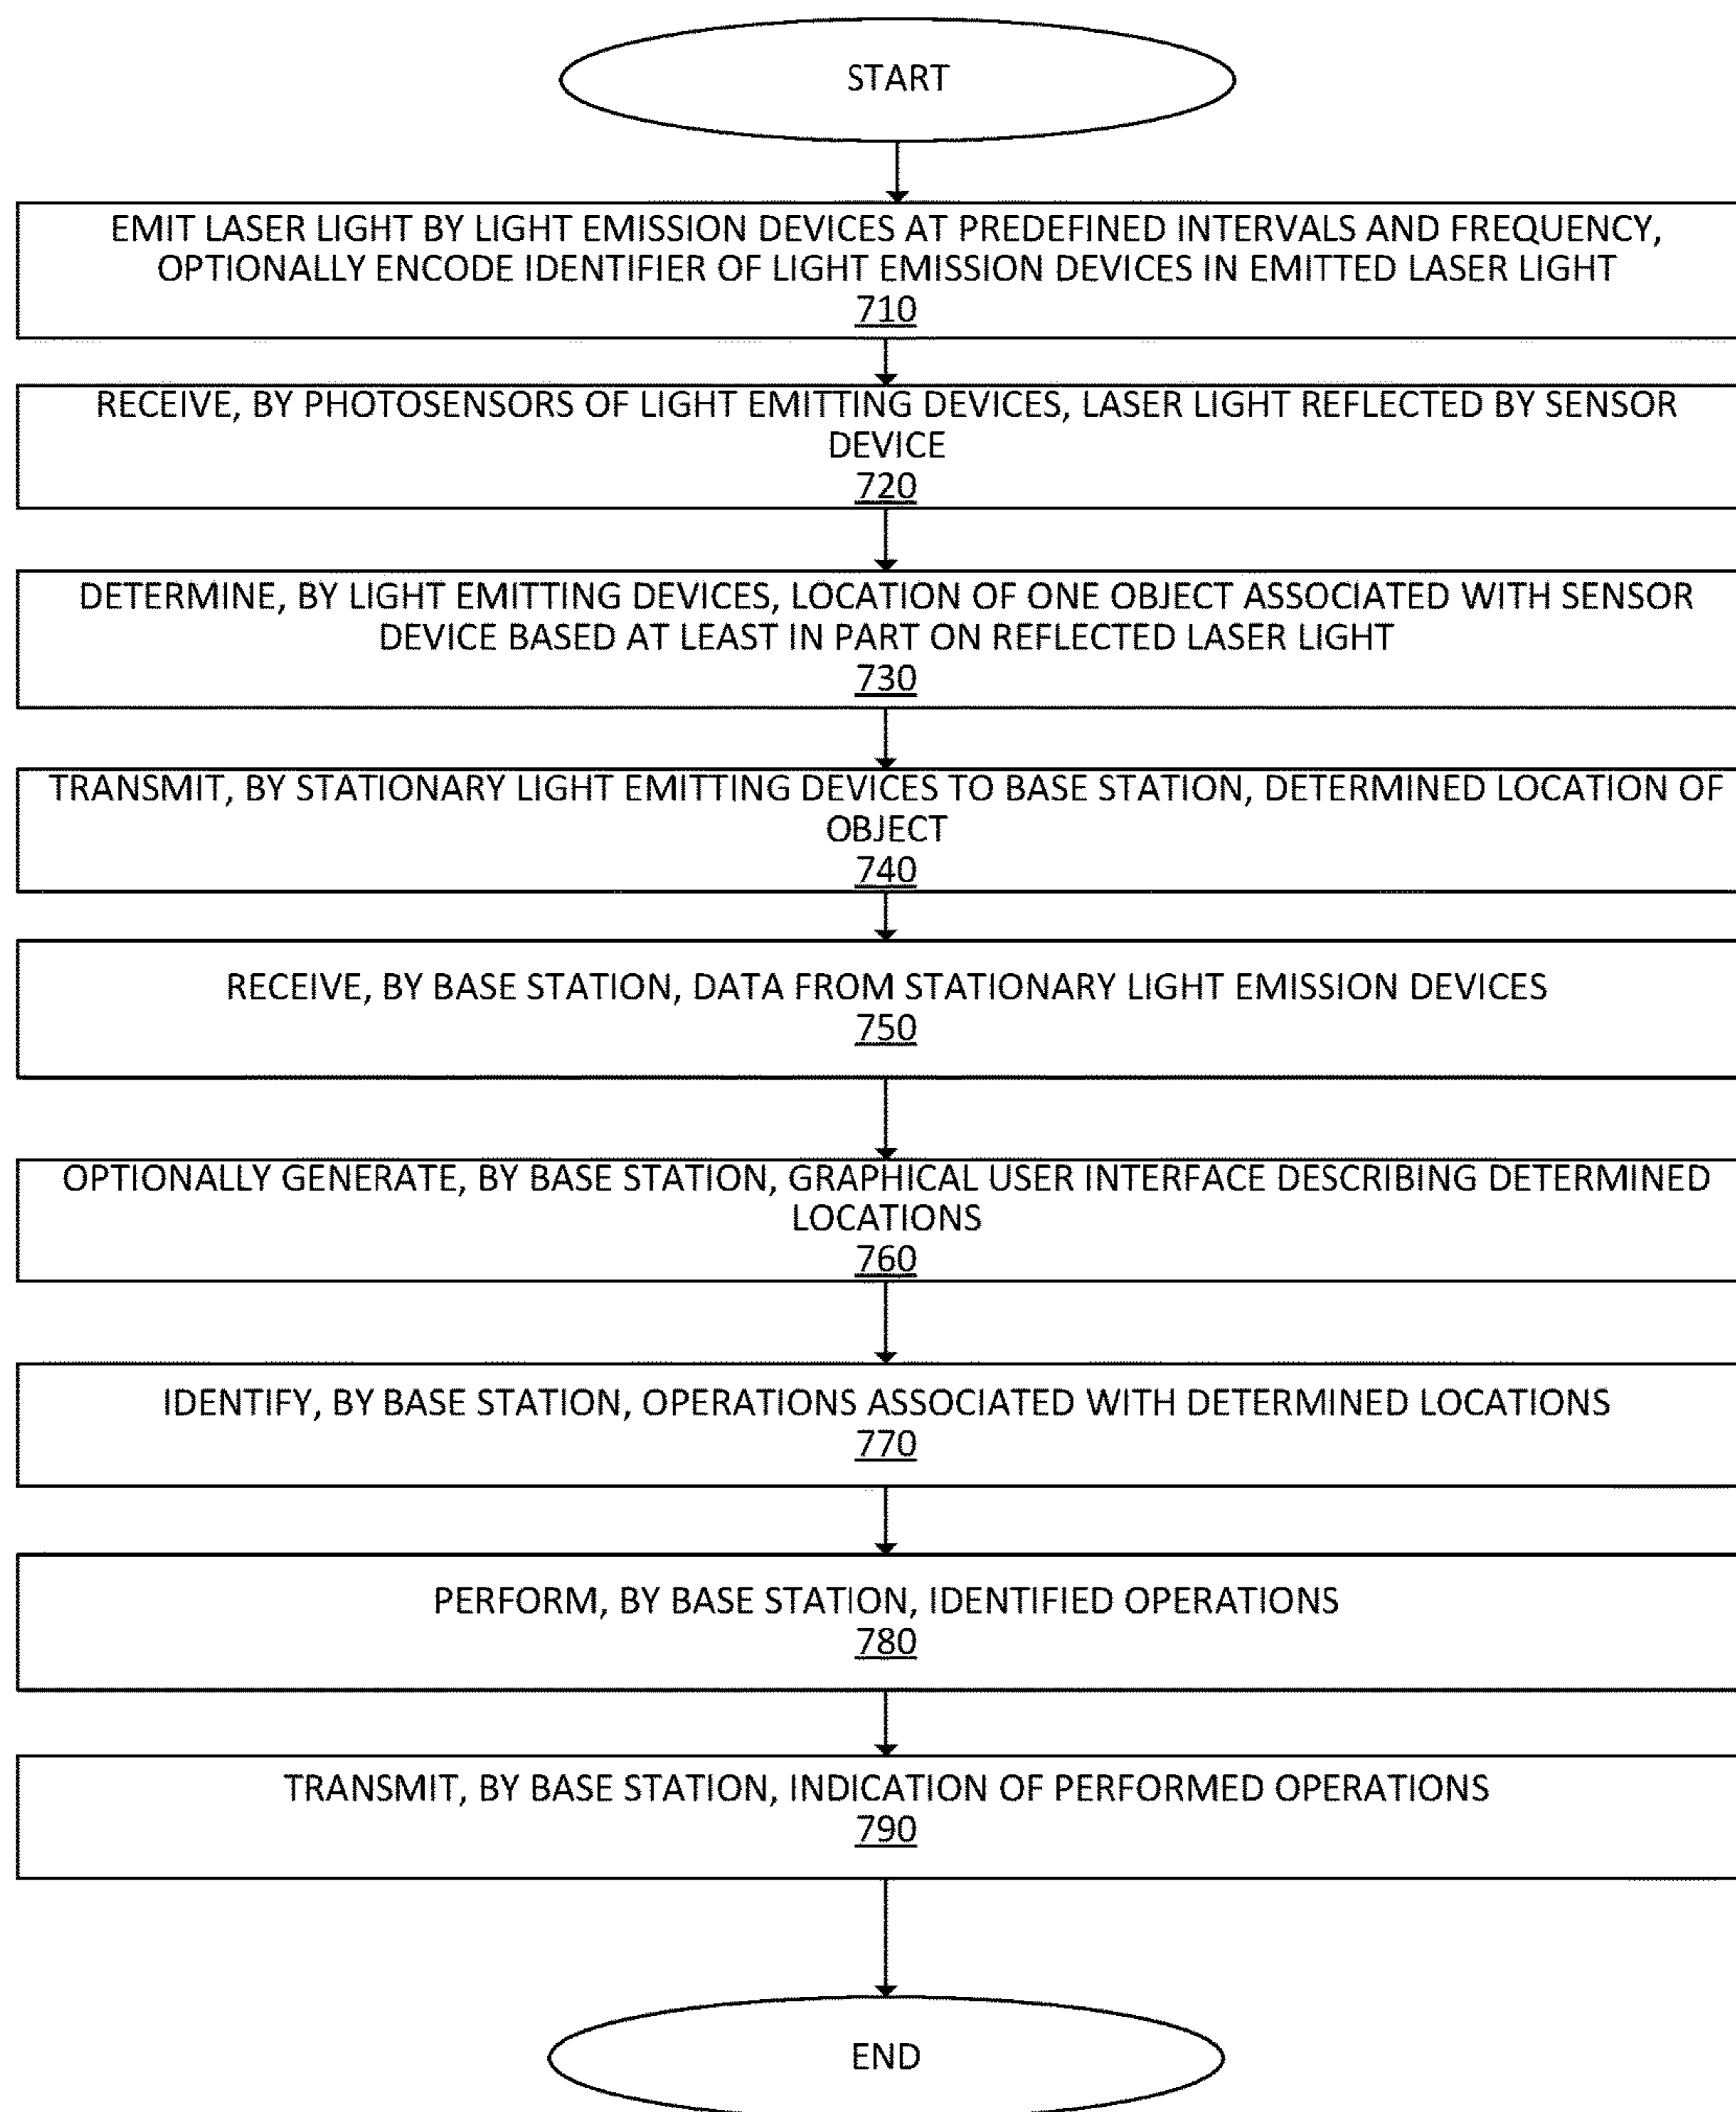 START
EMIT LASER LIGHT BY LIGHT EMISSION DEVICES AT PREDEFINED INTERVALS AND FREQUENCY,
OPTIONALLY ENCODE IDENTIFIER OF LIGHT EMISSION DEVICES IN EMITTED LASER LIGHT
710
RECEIVE, BY PHOTOSENSORS OF LIGHT EMITTING DEVICES, LASER LIGHT REFLECTED BY SENSOR
DEVICE
720
DETERMINE, BY LIGHT EMITTING DEVICES, LOCATION OF ONE OBJECT ASSOCIATED WITH SENSOR
DEVICE BASED AT LEAST IN PART ON REFLECTED LASER LIGHT
730
TRANSMIT, BY STATIONARY LIGHT EMITTING DEVICES TO BASE STATION, DETERMINED LOCATION OF
OBJECT
740
RECEIVE, BY BASE STATION, DATA FROM STATIONARY LIGHT EMISSION DEVICES
750
OPTIONALLY GENERATE, BY BASE STATION, GRAPHICAL USER INTERFACE DESCRIBING DETERMINED
LOCATIONS
760
IDENTIFY, BY BASE STATION, OPERATIONS ASSOCIATED WITH DETERMINED LOCATIONS
770
PERFORM, BY BASE STATION, IDENTIFIED OPERATIONS
780
TRANSMIT, BY BASE STATION, INDICATION OF PERFORMED OPERATIONS
790
END